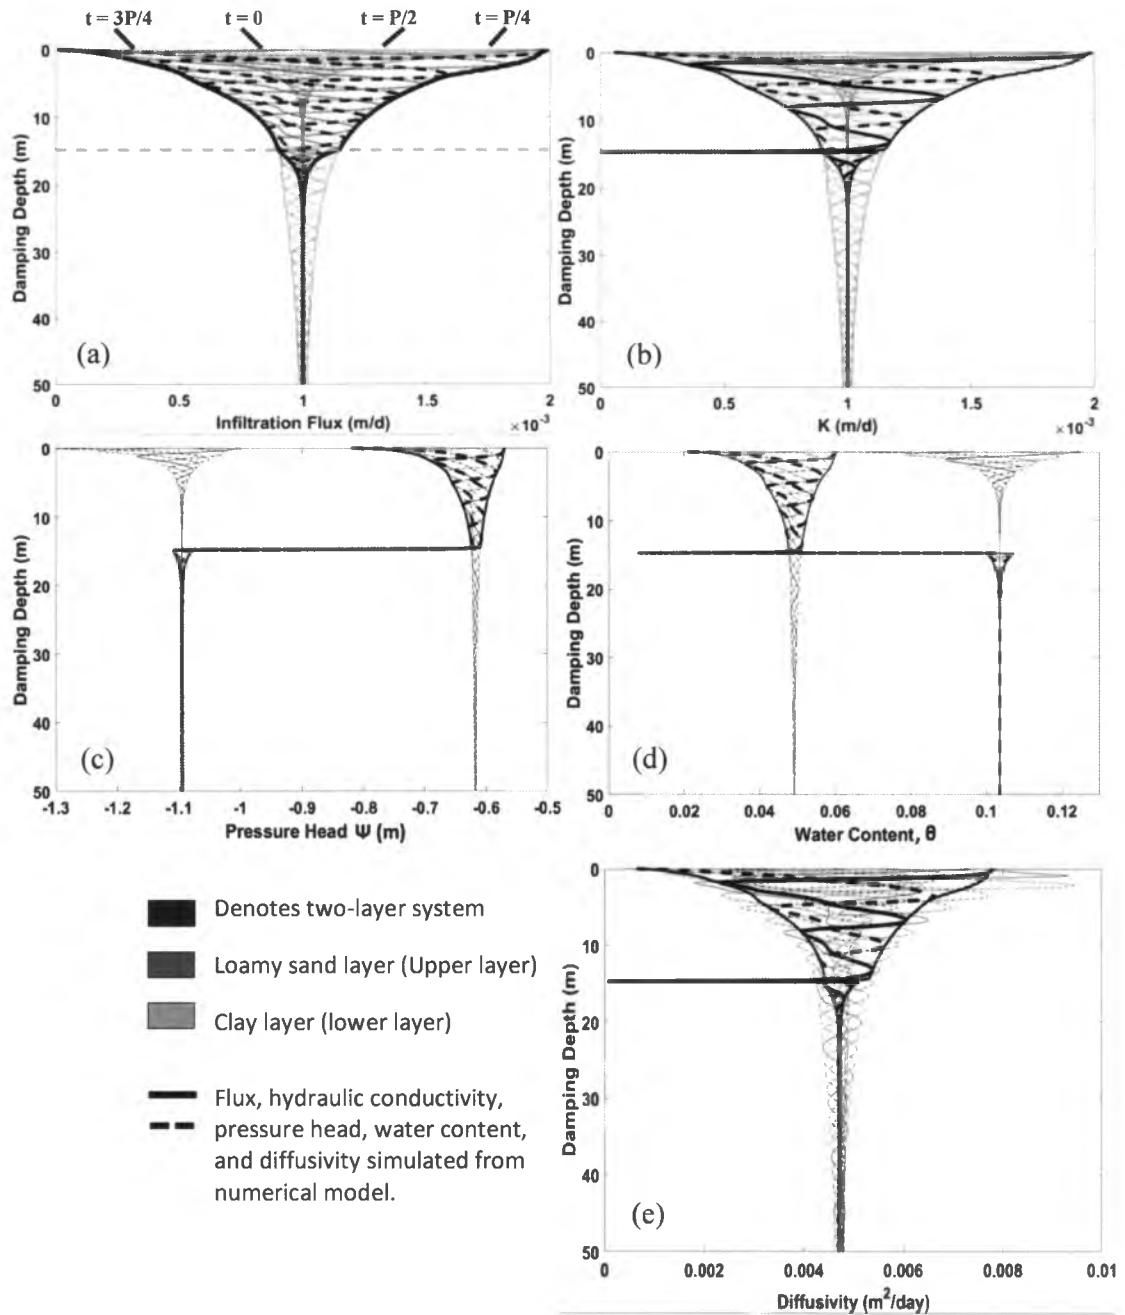 t = 3P/4 t = 0 t = P/2 t = P/4
0
10
20
30
40
50
Damping Depth (m)
(a)
0 0.5 1 1.5 2
Infiltration Flux (m/d) ×10⁻³
0
10
20
30
40
50
Damping Depth (m)
(b)
0 0.5 1 1.5 2
K (m/d) ×10⁻³
0
10
20
30
40
50
Damping Depth (m)
(c)
-1.3 -1.2 -1.1 -1 -0.9 -0.8 -0.7 -0.6 -0.5
Pressure Head Ψ (m)
0
10
20
30
40
50
Damping Depth (m)
(d)
0 0.02 0.04 0.06 0.08 0.1 0.12
Water Content, θ
Denotes two-layer system
Loamy sand layer (Upper layer)
Clay layer (lower layer)
Flux, hydraulic conductivity,
pressure head, water content,
and diffusivity simulated from
numerical model.
0
10
20
30
40
50
Damping Depth (m)
(e)
0 0.002 0.004 0.006 0.008 0.01
Diffusivity (m²/day)